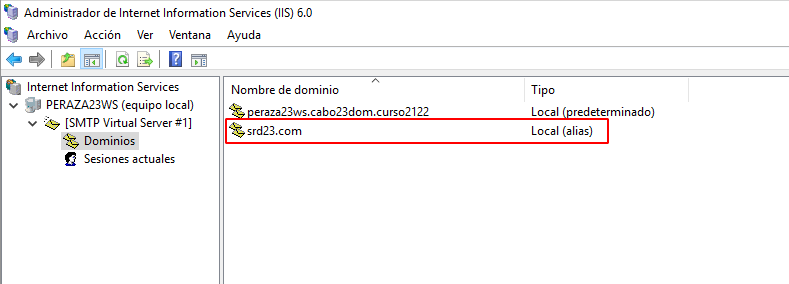 Administrador de Internet Information Services (IIS) 6.0
Archivo Acción Ver Ventana Ayuda
Internet Information Services
PERAZA23WS (equipo local)
[SMTP Virtual Server #1]
Dominios
Sesiones actuales
Nombre de dominio Tipo
peraza23ws.cabo23dom.curso2122 Local (predeterminado)
srd23.com Local (alias)